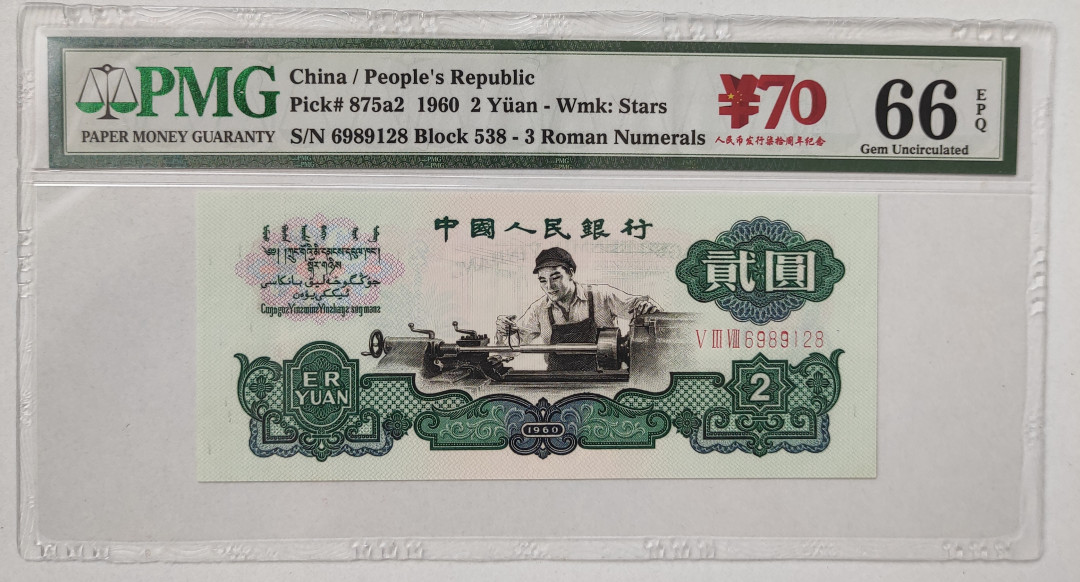 PMG
PAPER MONEY GUARANTY
China / People's Republic
Pick# 875a2 1960 2 Yüan - Wmk: Stars
S/N 6989128 Block 538 - 3 Roman Numerals
¥70
人民币发行柒拾周年纪念
66
EPQ
Gem Uncirculated
中國人民銀行
貳圓
V III VIII 6989128
ER
YUAN
1960
2